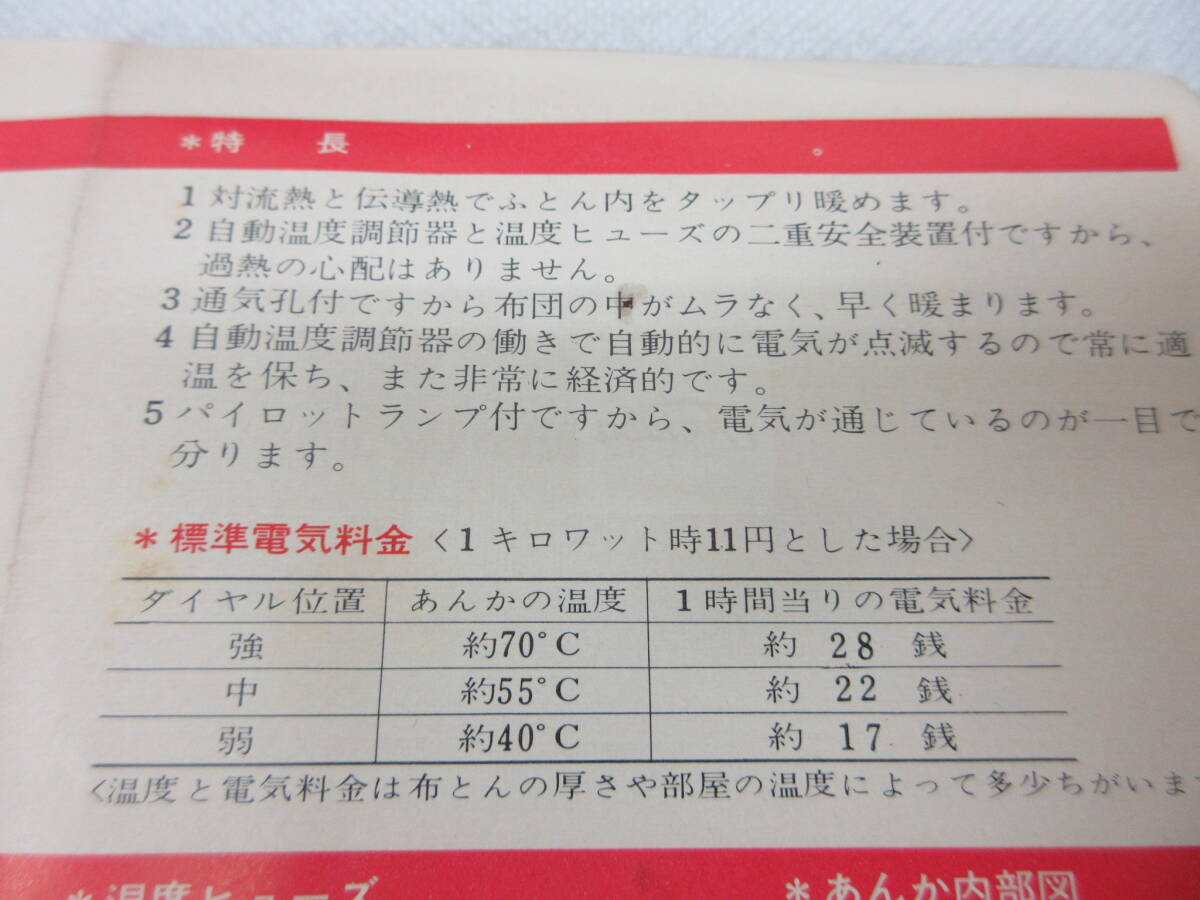 *特 長 。
1 対流熱と伝導熱でふとん内をタップリ暖めます。
2 自動温度調節器と温度ヒューズの二重安全装置付ですから、
過熱の心配はありません。
3 通気孔付ですから布団の中がムラなく、早く暖まります。
4 自動温度調節器の働きで自動的に電気が点滅するので常に適
温を保ち、また非常に経済的です。
5 パイロットランプ付ですから、電気が通じているのが一目で
分ります。
*標準電気料金〈1キロワット時11円とした場合〉
ダイヤル位置 あんかの温度 1時間当りの電気料金
強 約70°C 約 28 銭
中 約55°C 約 22 銭
弱 約40°C 約 17 銭
〈温度と電気料金は布とんの厚さや部屋の温度によって多少ちがいま
*温度ヒューズ *あんか内部図